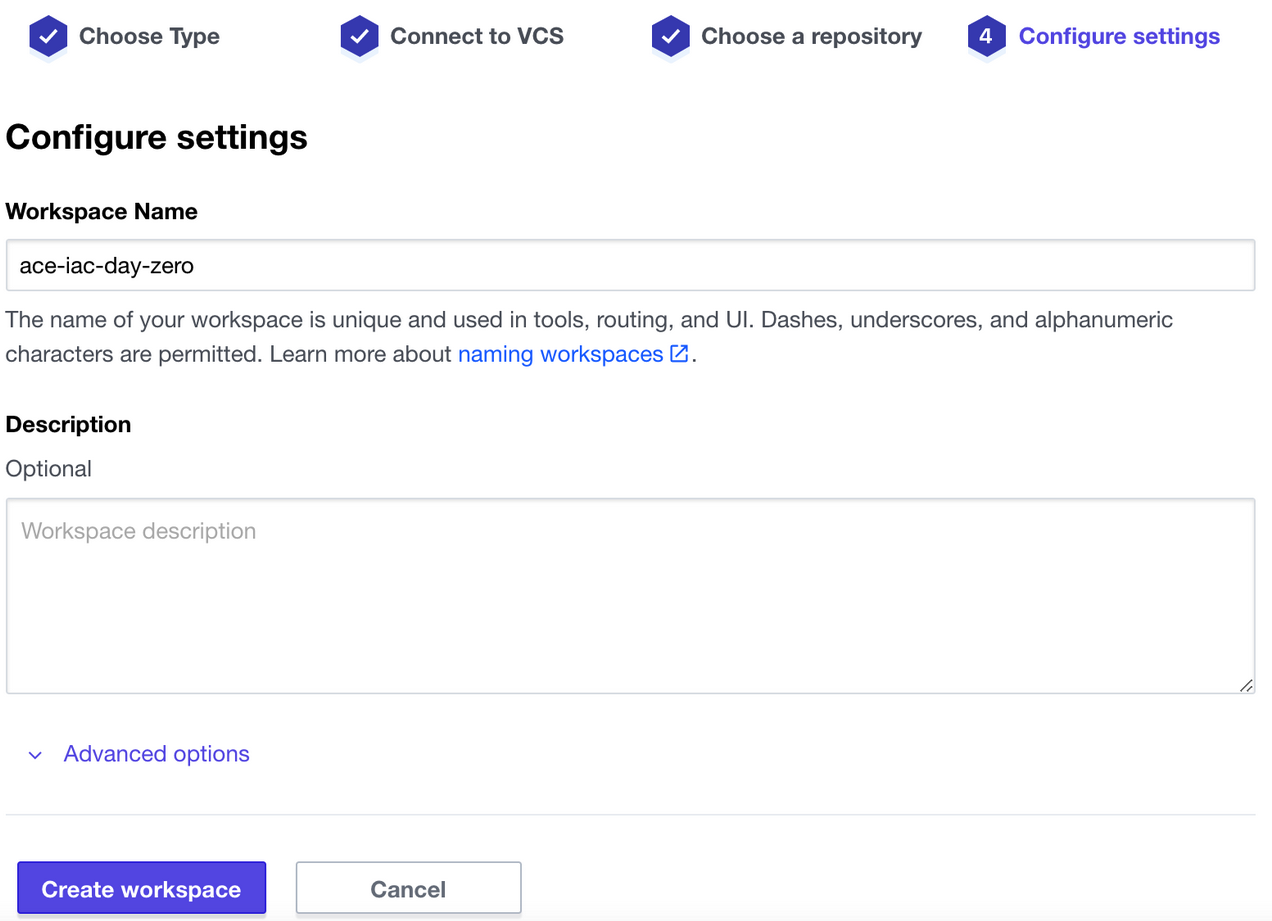 Choose Type
Connect to VCS
Choose a repository
4 Configure settings
Configure settings
Workspace Name
ace-iac-day-zero
The name of your workspace is unique and used in tools, routing, and UI. Dashes, underscores, and alphanumeric
characters are permitted. Learn more about naming workspaces.
Description
Optional
Workspace description
Advanced options
Create workspace
Cancel